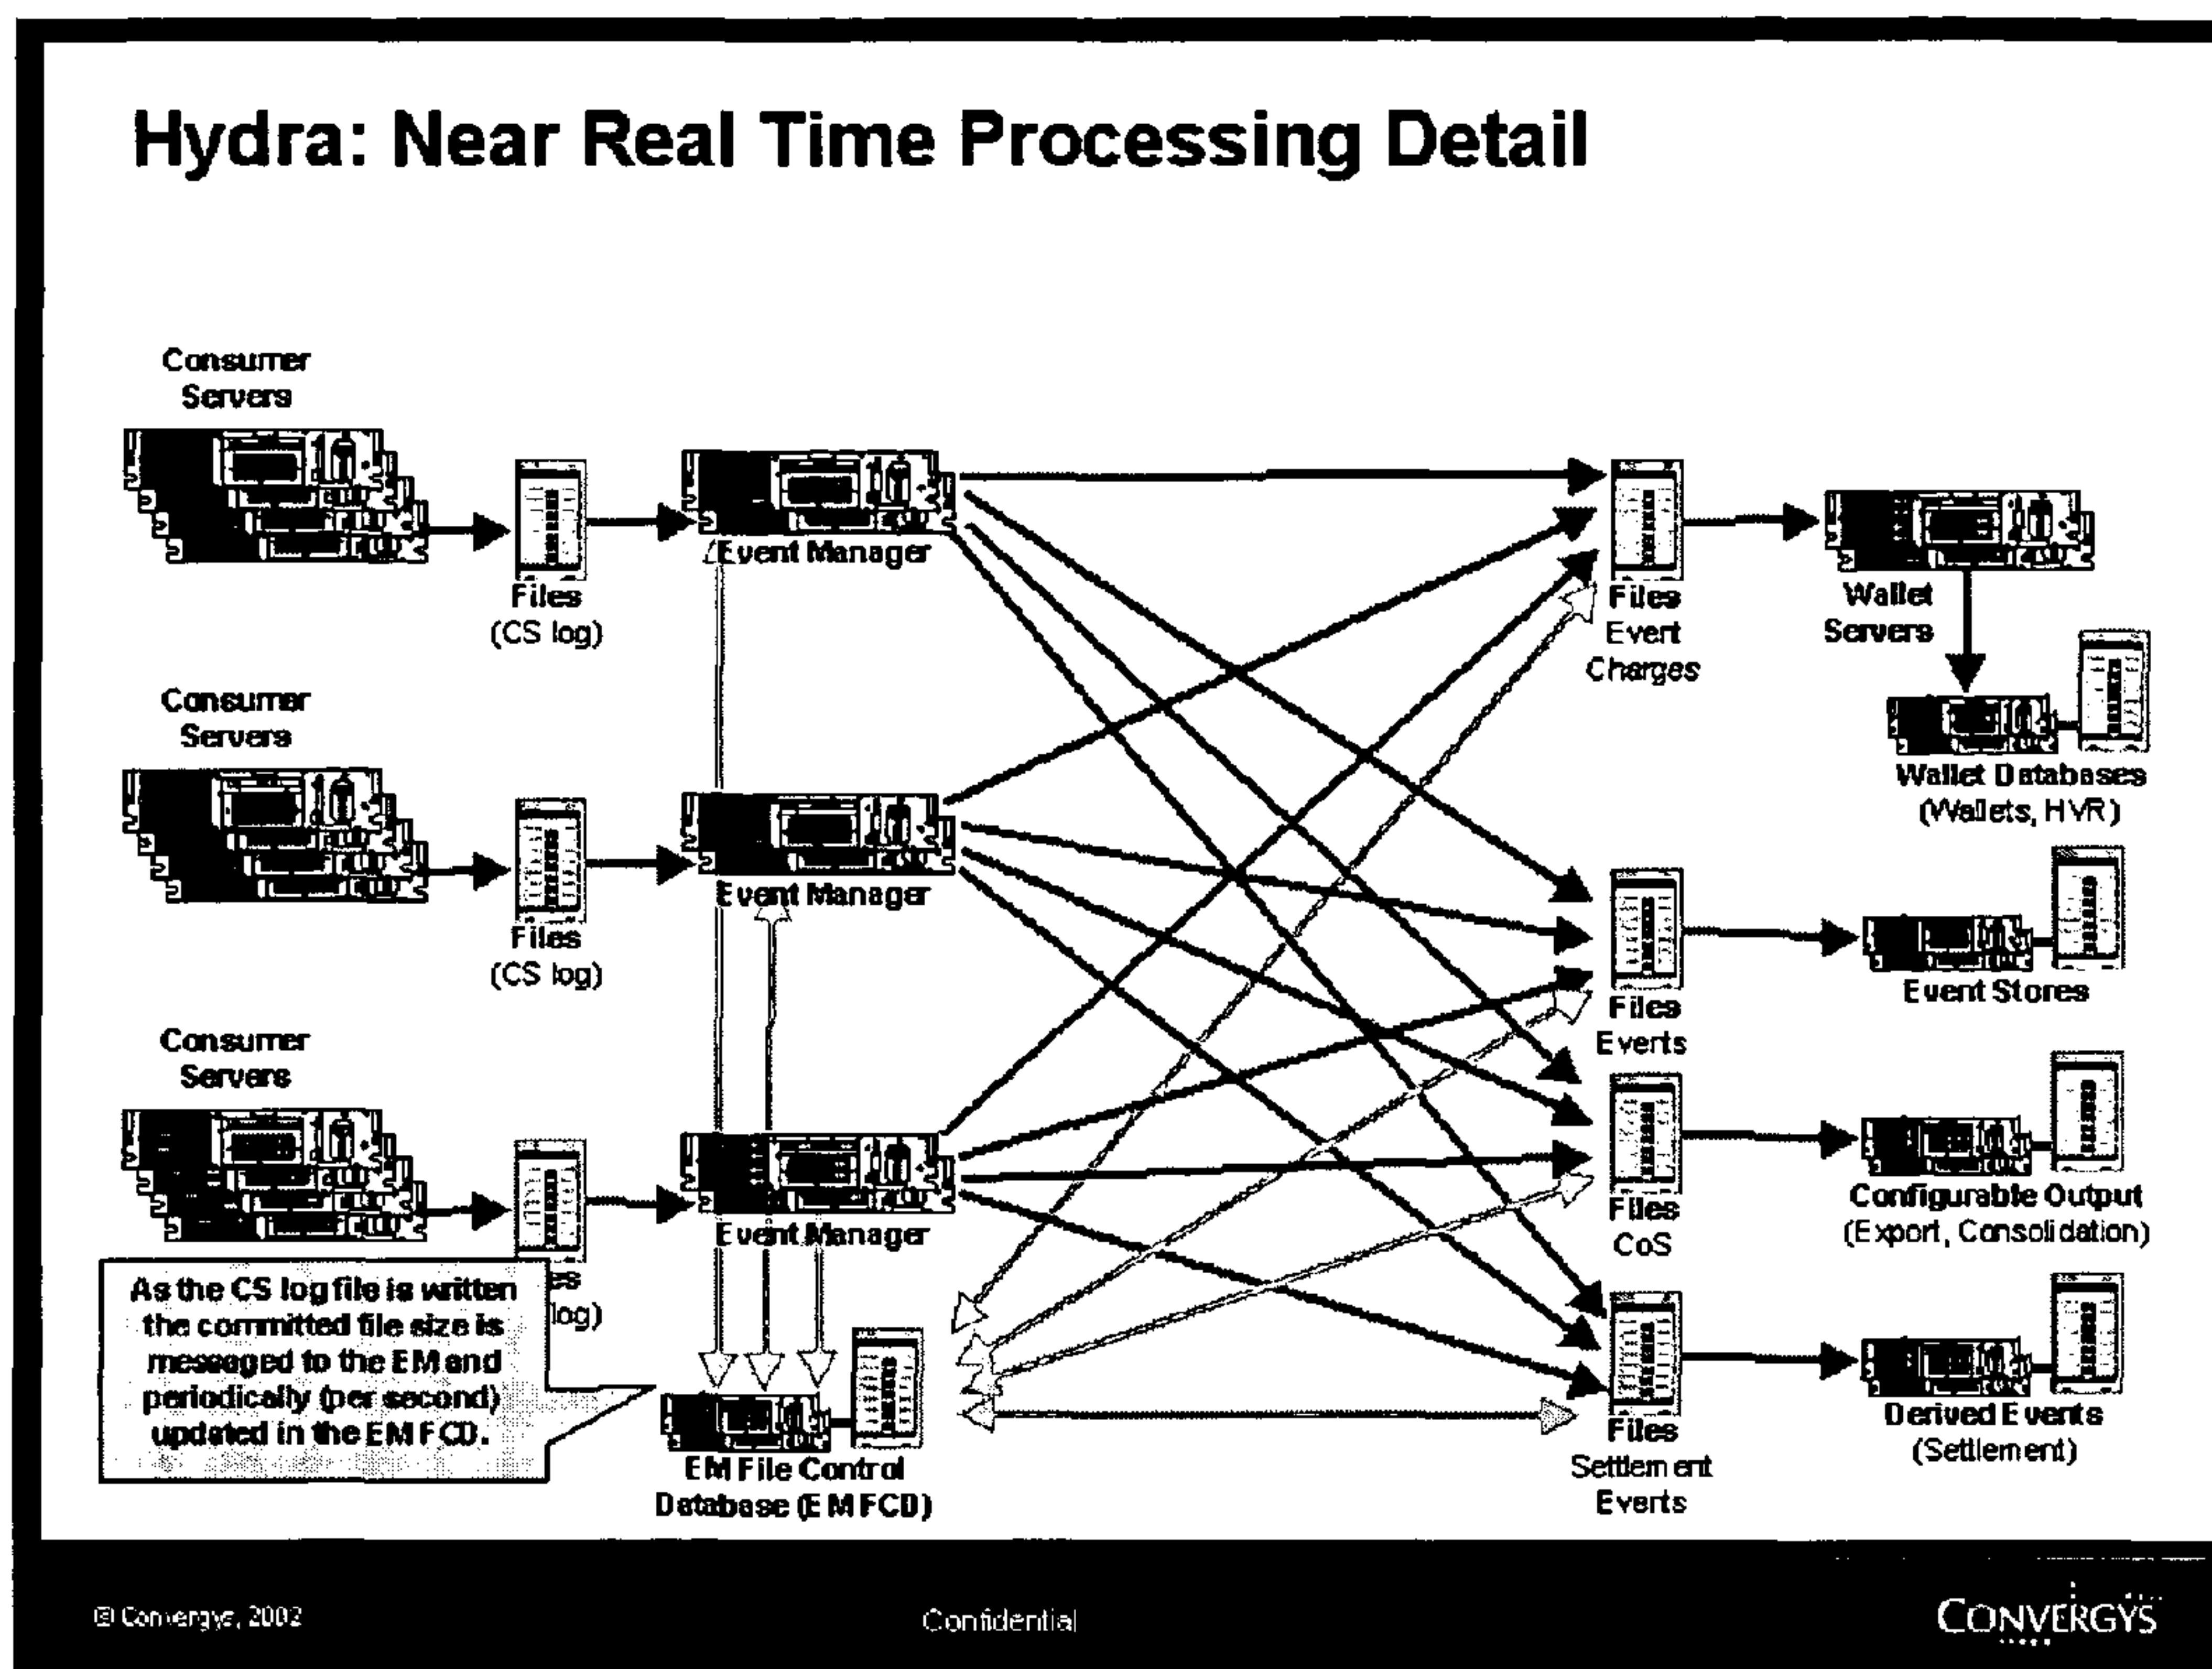 Hydra: Near Real Time Processing Detail
Consumer
Servers
Files
(CS log)
Event Manager
Files
Event
Charges
Wallet
Servers
Wallet Databases
(Wallets, HVR)
Consumer
Servers
Files
(CS log)
Event Manager
Files
Events
Event Stores
Consumer
Servers
es
log)
Event Manager
Files
CoS
Configurable Output
(Export, Consolidation)
As the CS log file is written
the committed file size is
messaged to the EM and
periodically (per second)
updated in the EM FCD.
EM File Control
Database (EM FCD)
Files
Settlement
Events
Derived Events
(Settlement)
© Convergys, 2002
Confidential
CONVERGYS